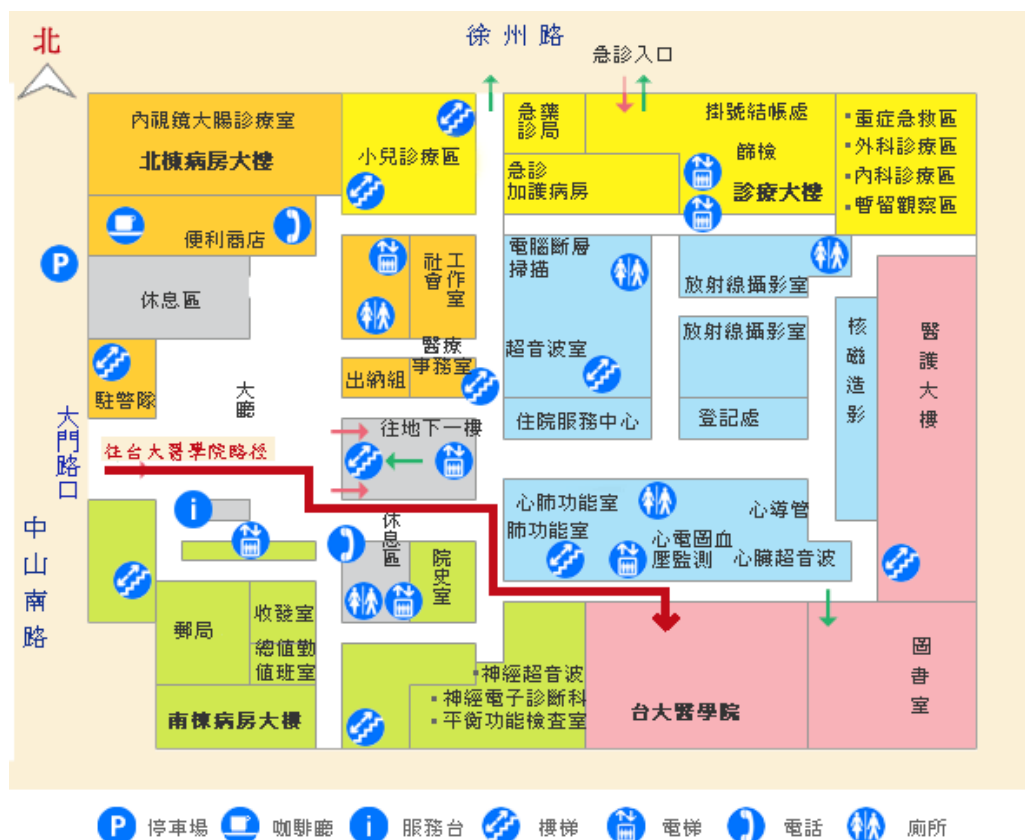 徐州路
北
急診入口
內視鏡大腸診療室
北棟病房大樓
小兒診療區
急診
藥局
掛號結帳處
篩檢
診療大樓
急診
加護病房
▪重症急救區
▪外科診療區
▪內科診療區
▪暫留觀察區
便利商店
P
休息區
社會
工作室
電腦斷層
掃描
放射線攝影室
超音波室
放射線攝影室
核磁造影
醫護大樓
醫療
事務室
出納組
駐警隊
大廳
住院服務中心
登記處
往地下一樓
大門路口
往台大醫學院路徑
中山南路
i
休息區
院史室
心肺功能室
肺功能室
心導管
心電圖血
壓監測
心臟超音波
郵局
收發室
總值勤
值班室
南棟病房大樓
▪神經超音波
▪神經電子診斷科
▪平衡功能檢查室
台大醫學院
圖書室
P 停車場 咖啡廳 i 服務台 樓梯 電梯 電話 廁所